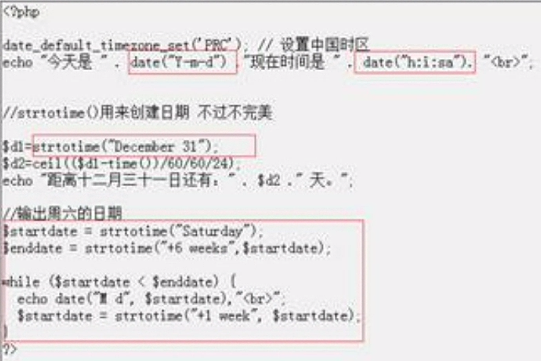 <?php
date_default_timezone_set('PRC'); // 设置中国时区
echo "今天是 " . date("Y-m-d") ."现在时间是 " . date("h:i:sa"). "<br>";
//strtotime()用来创建日期 不过不完美
$d1=strtotime("December 31");
$d2=ceil(($d1-time())/60/60/24);
echo "距离十二月三十一日还有：" . $d2 ." 天。";
//输出周六的日期
$startdate = strtotime("Saturday");
$enddate = strtotime("+6 weeks",$startdate);
while ($startdate < $enddate) {
echo date("M d", $startdate),"<br>";
$startdate = strtotime("+1 week", $startdate);
}
?>